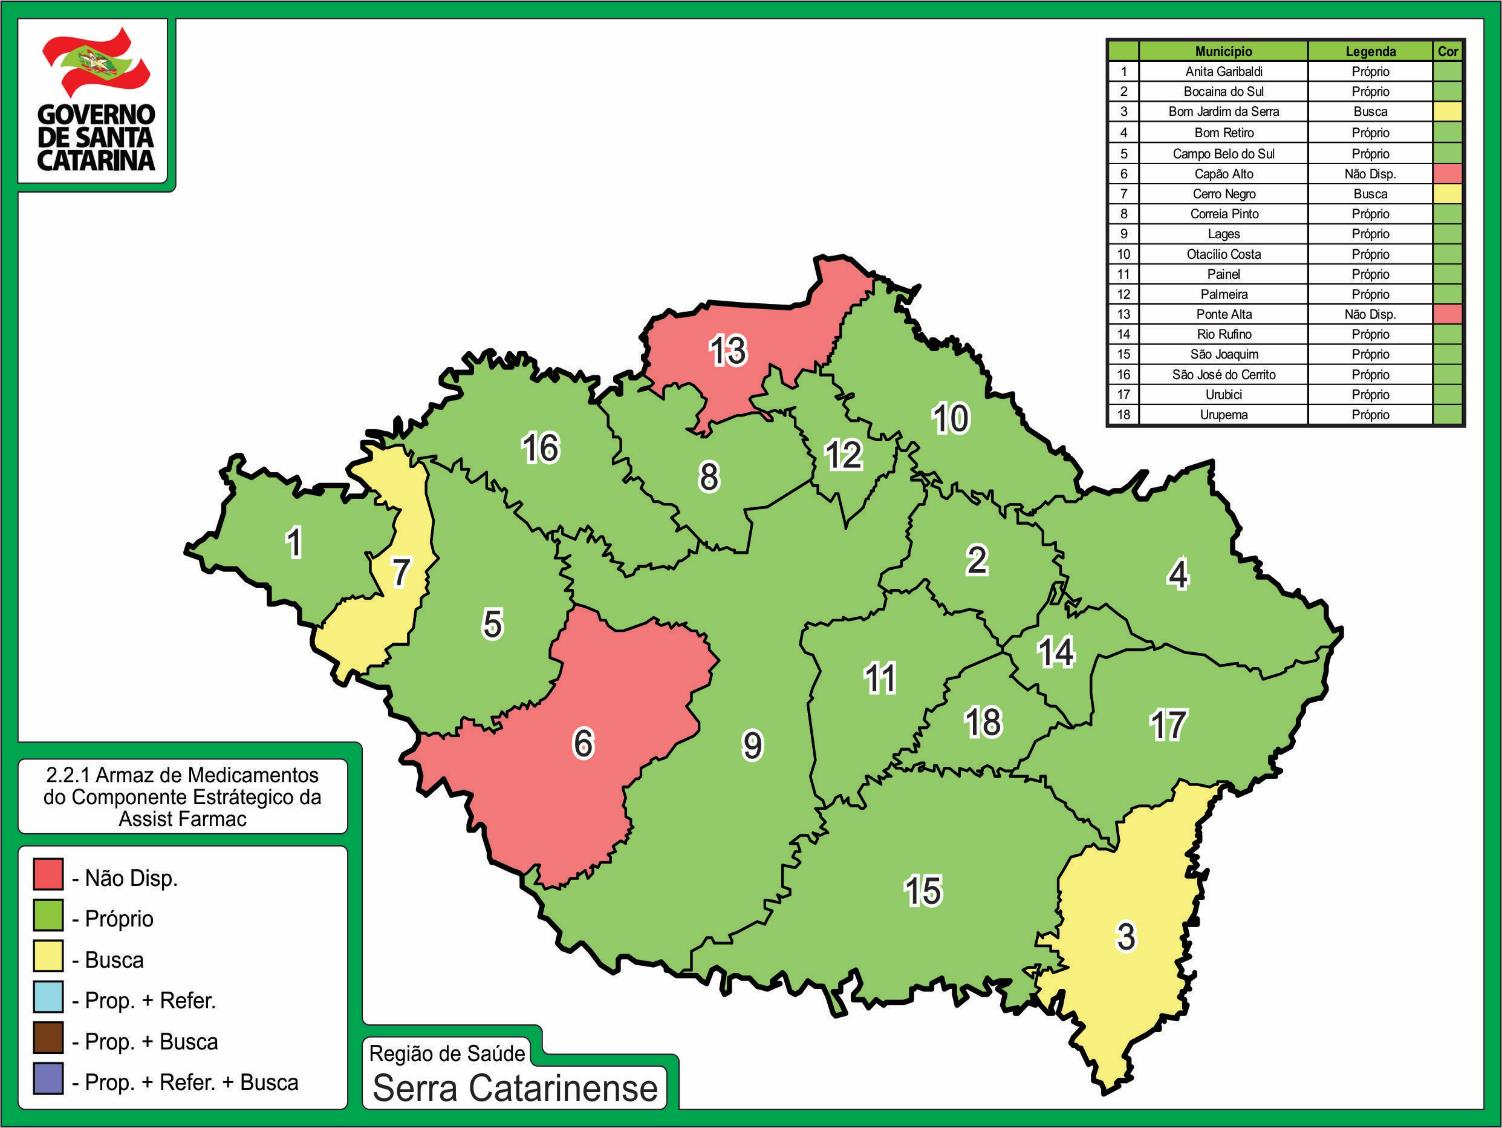 GOVERNO
DE SANTA
CATARINA
Município Legenda Cor
1 Anita Garibaldi Próprio
2 Bocaina do Sul Próprio
3 Bom Jardim da Serra Busca
4 Bom Retiro Próprio
5 Campo Belo do Sul Próprio
6 Capão Alto Não Disp.
7 Cerro Negro Busca
8 Correia Pinto Próprio
9 Lages Próprio
10 Otacílio Costa Próprio
11 Painel Próprio
12 Palmeira Próprio
13 Ponte Alta Não Disp.
14 Rio Rufino Próprio
15 São Joaquim Próprio
16 São José do Cerrito Próprio
17 Urubici Próprio
18 Urupema Próprio
13
10
16
12
8
1
2
7
4
5
14
11
18
17
6
9
15
3
2.2.1 Armaz de Medicamentos
do Componente Estrátegico da
Assist Farmac
- Não Disp.
- Próprio
- Busca
- Prop. + Refer.
- Prop. + Busca
- Prop. + Refer. + Busca
Região de Saúde
Serra Catarinense